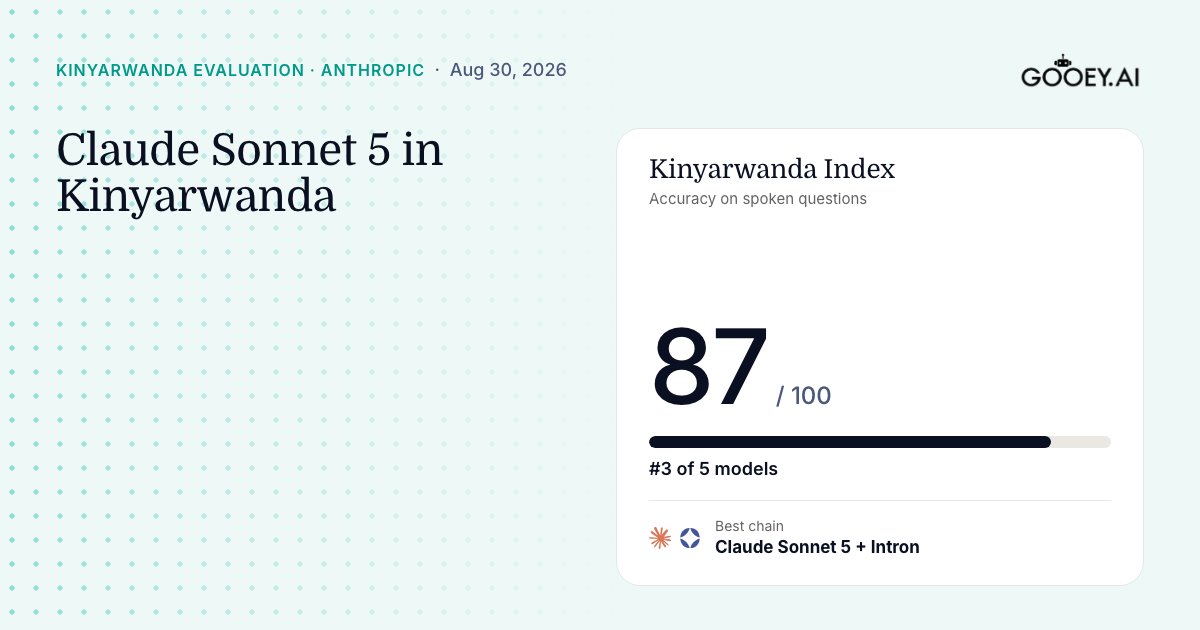 KINYARWANDA EVALUATION · ANTHROPIC · Aug 30, 2026
GOOEY.AI
Claude Sonnet 5 in
Kinyarwanda
Kinyarwanda Index
Accuracy on spoken questions
87 / 100
#3 of 5 models
Best chain
Claude Sonnet 5 + Intron